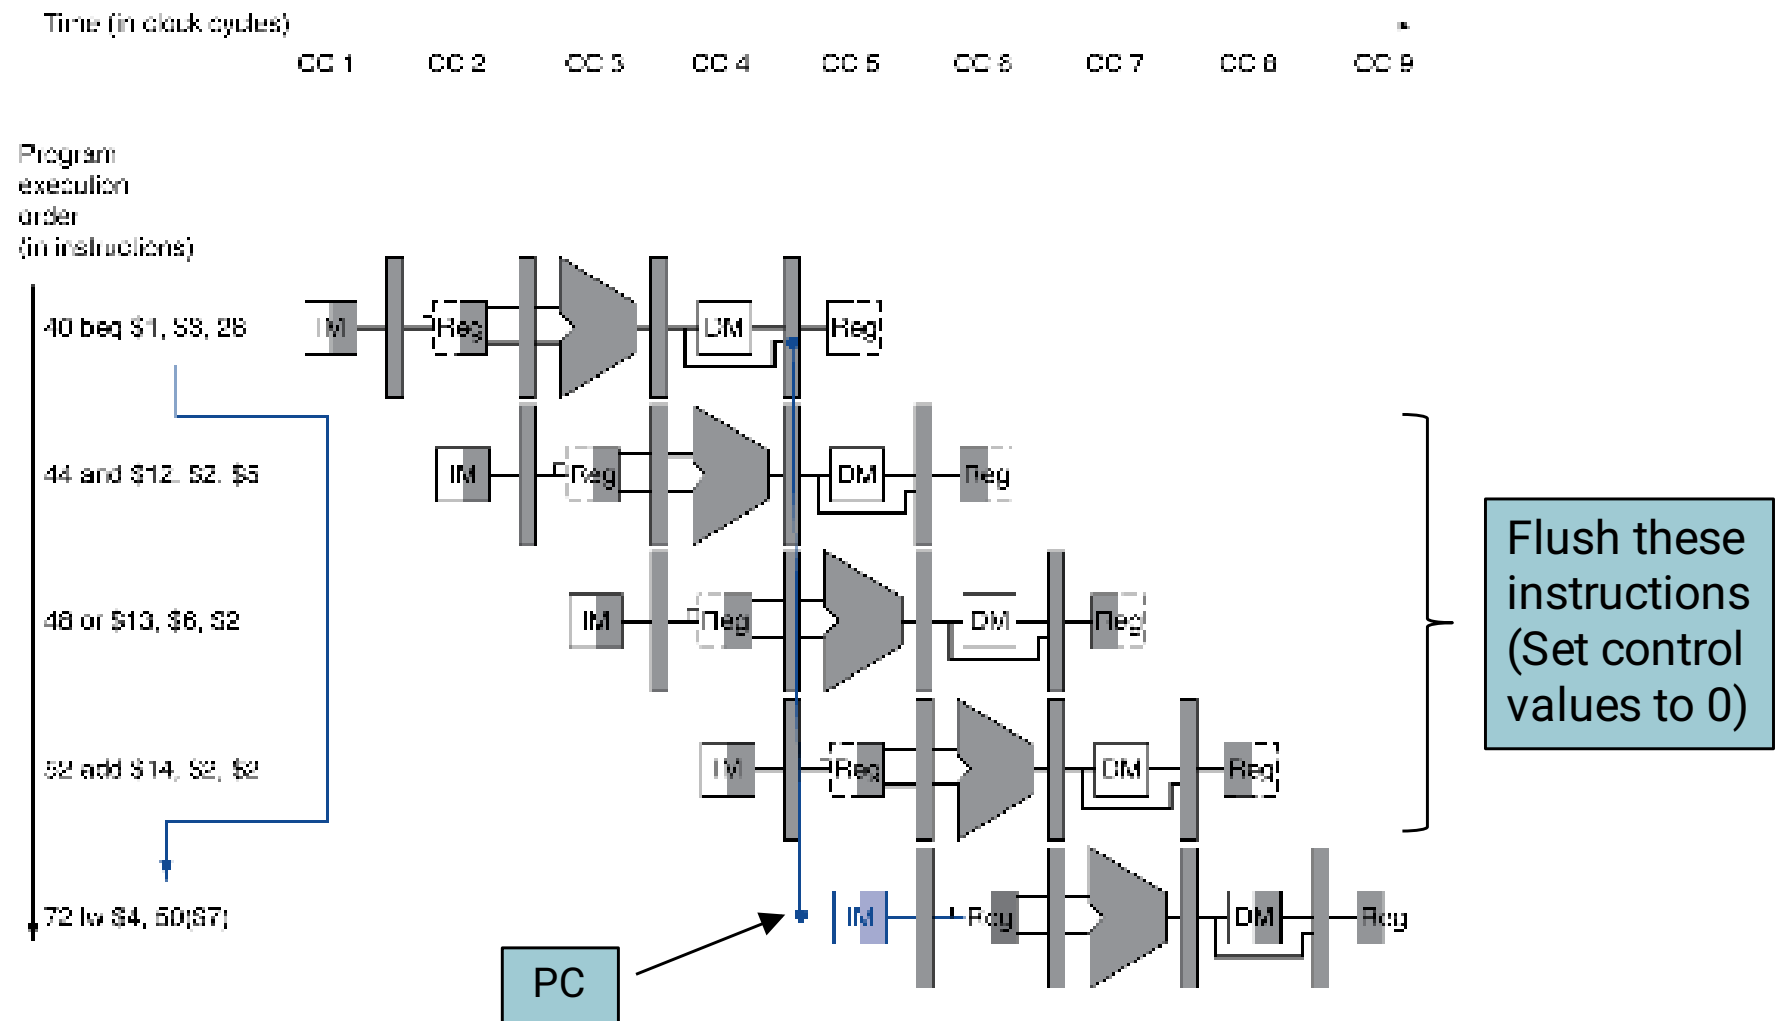 Time (in clock cycles)
CC 1 CC 2 CC 3 CC 4 CC 5 CC 6 CC 7 CC 8 CC 9
Program
execution
order
(in instructions)
40 beq $1, $3, 28
IM Reg DM Reg
44 and $12, $2, $5
IM Reg DM Reg
48 or $13, $6, $2
IM Reg DM Reg
52 add $14, $2, $2
IM Reg DM Reg
72 lw $4, 50($7)
IM Reg DM Reg
Flush these
instructions
(Set control
values to 0)
PC